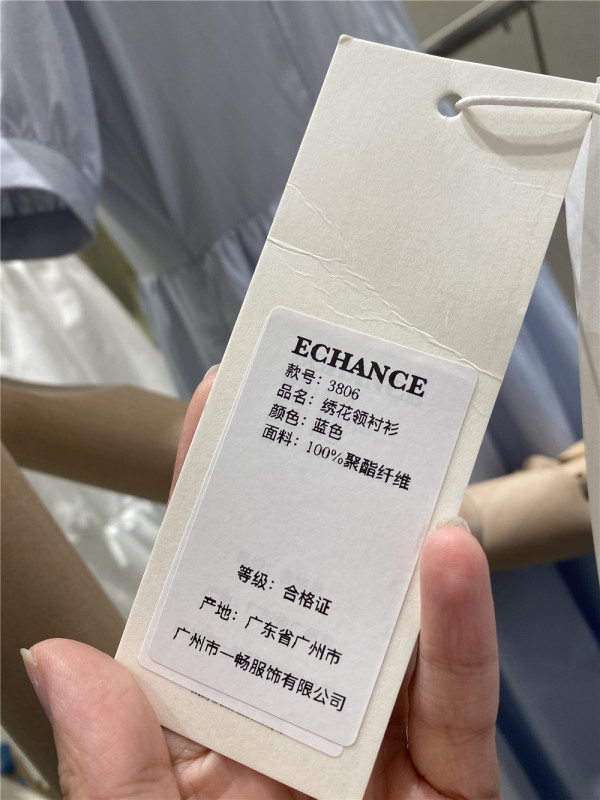 ECHANCE
款号：3806
品名：绣花领衬衫
颜色：蓝色
面料：100%聚酯纤维
等级：合格证
产地：广东省广州市
广州市一畅服饰有限公司